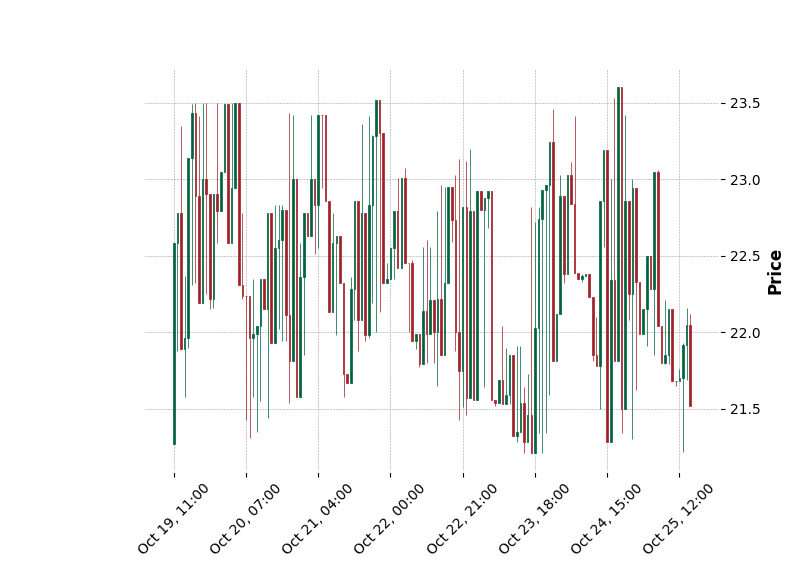 23.5
23.0
22.5
22.0
21.5
Price
Oct 19, 11:00
Oct 20, 07:00
Oct 21, 04:00
Oct 22, 00:00
Oct 22, 21:00
Oct 23, 18:00
Oct 24, 15:00
Oct 25, 12:00